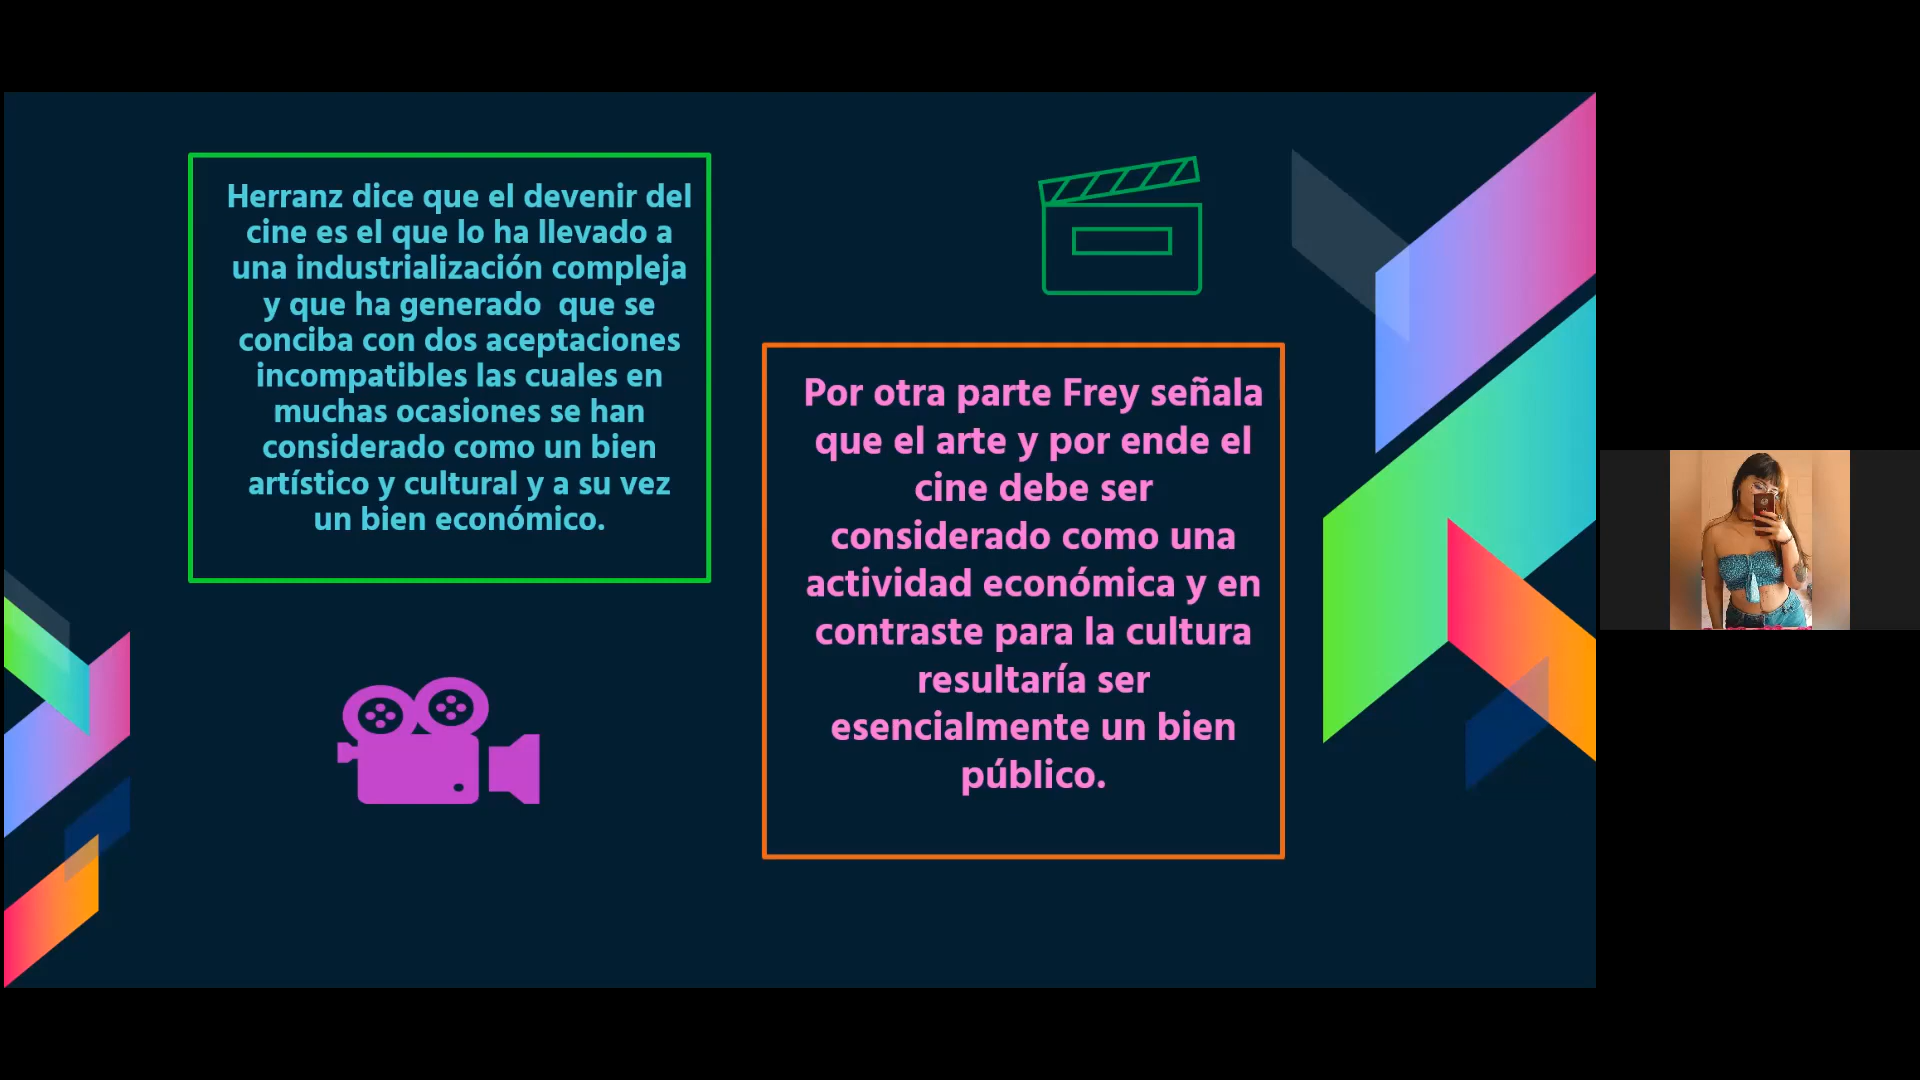 Herranz dice que el devenir del
cine es el que lo ha llevado a
una industrialización compleja
y que ha generado  que se
conciba con dos aceptaciones
incompatibles las cuales en
muchas ocasiones se han
considerado como un bien
artístico y cultural y a su vez
un bien económico.
Por otra parte Frey señala
que el arte y por ende el
cine debe ser
considerado como una
actividad económica y en
contraste para la cultura
resultaría ser
esencialmente un bien
público.